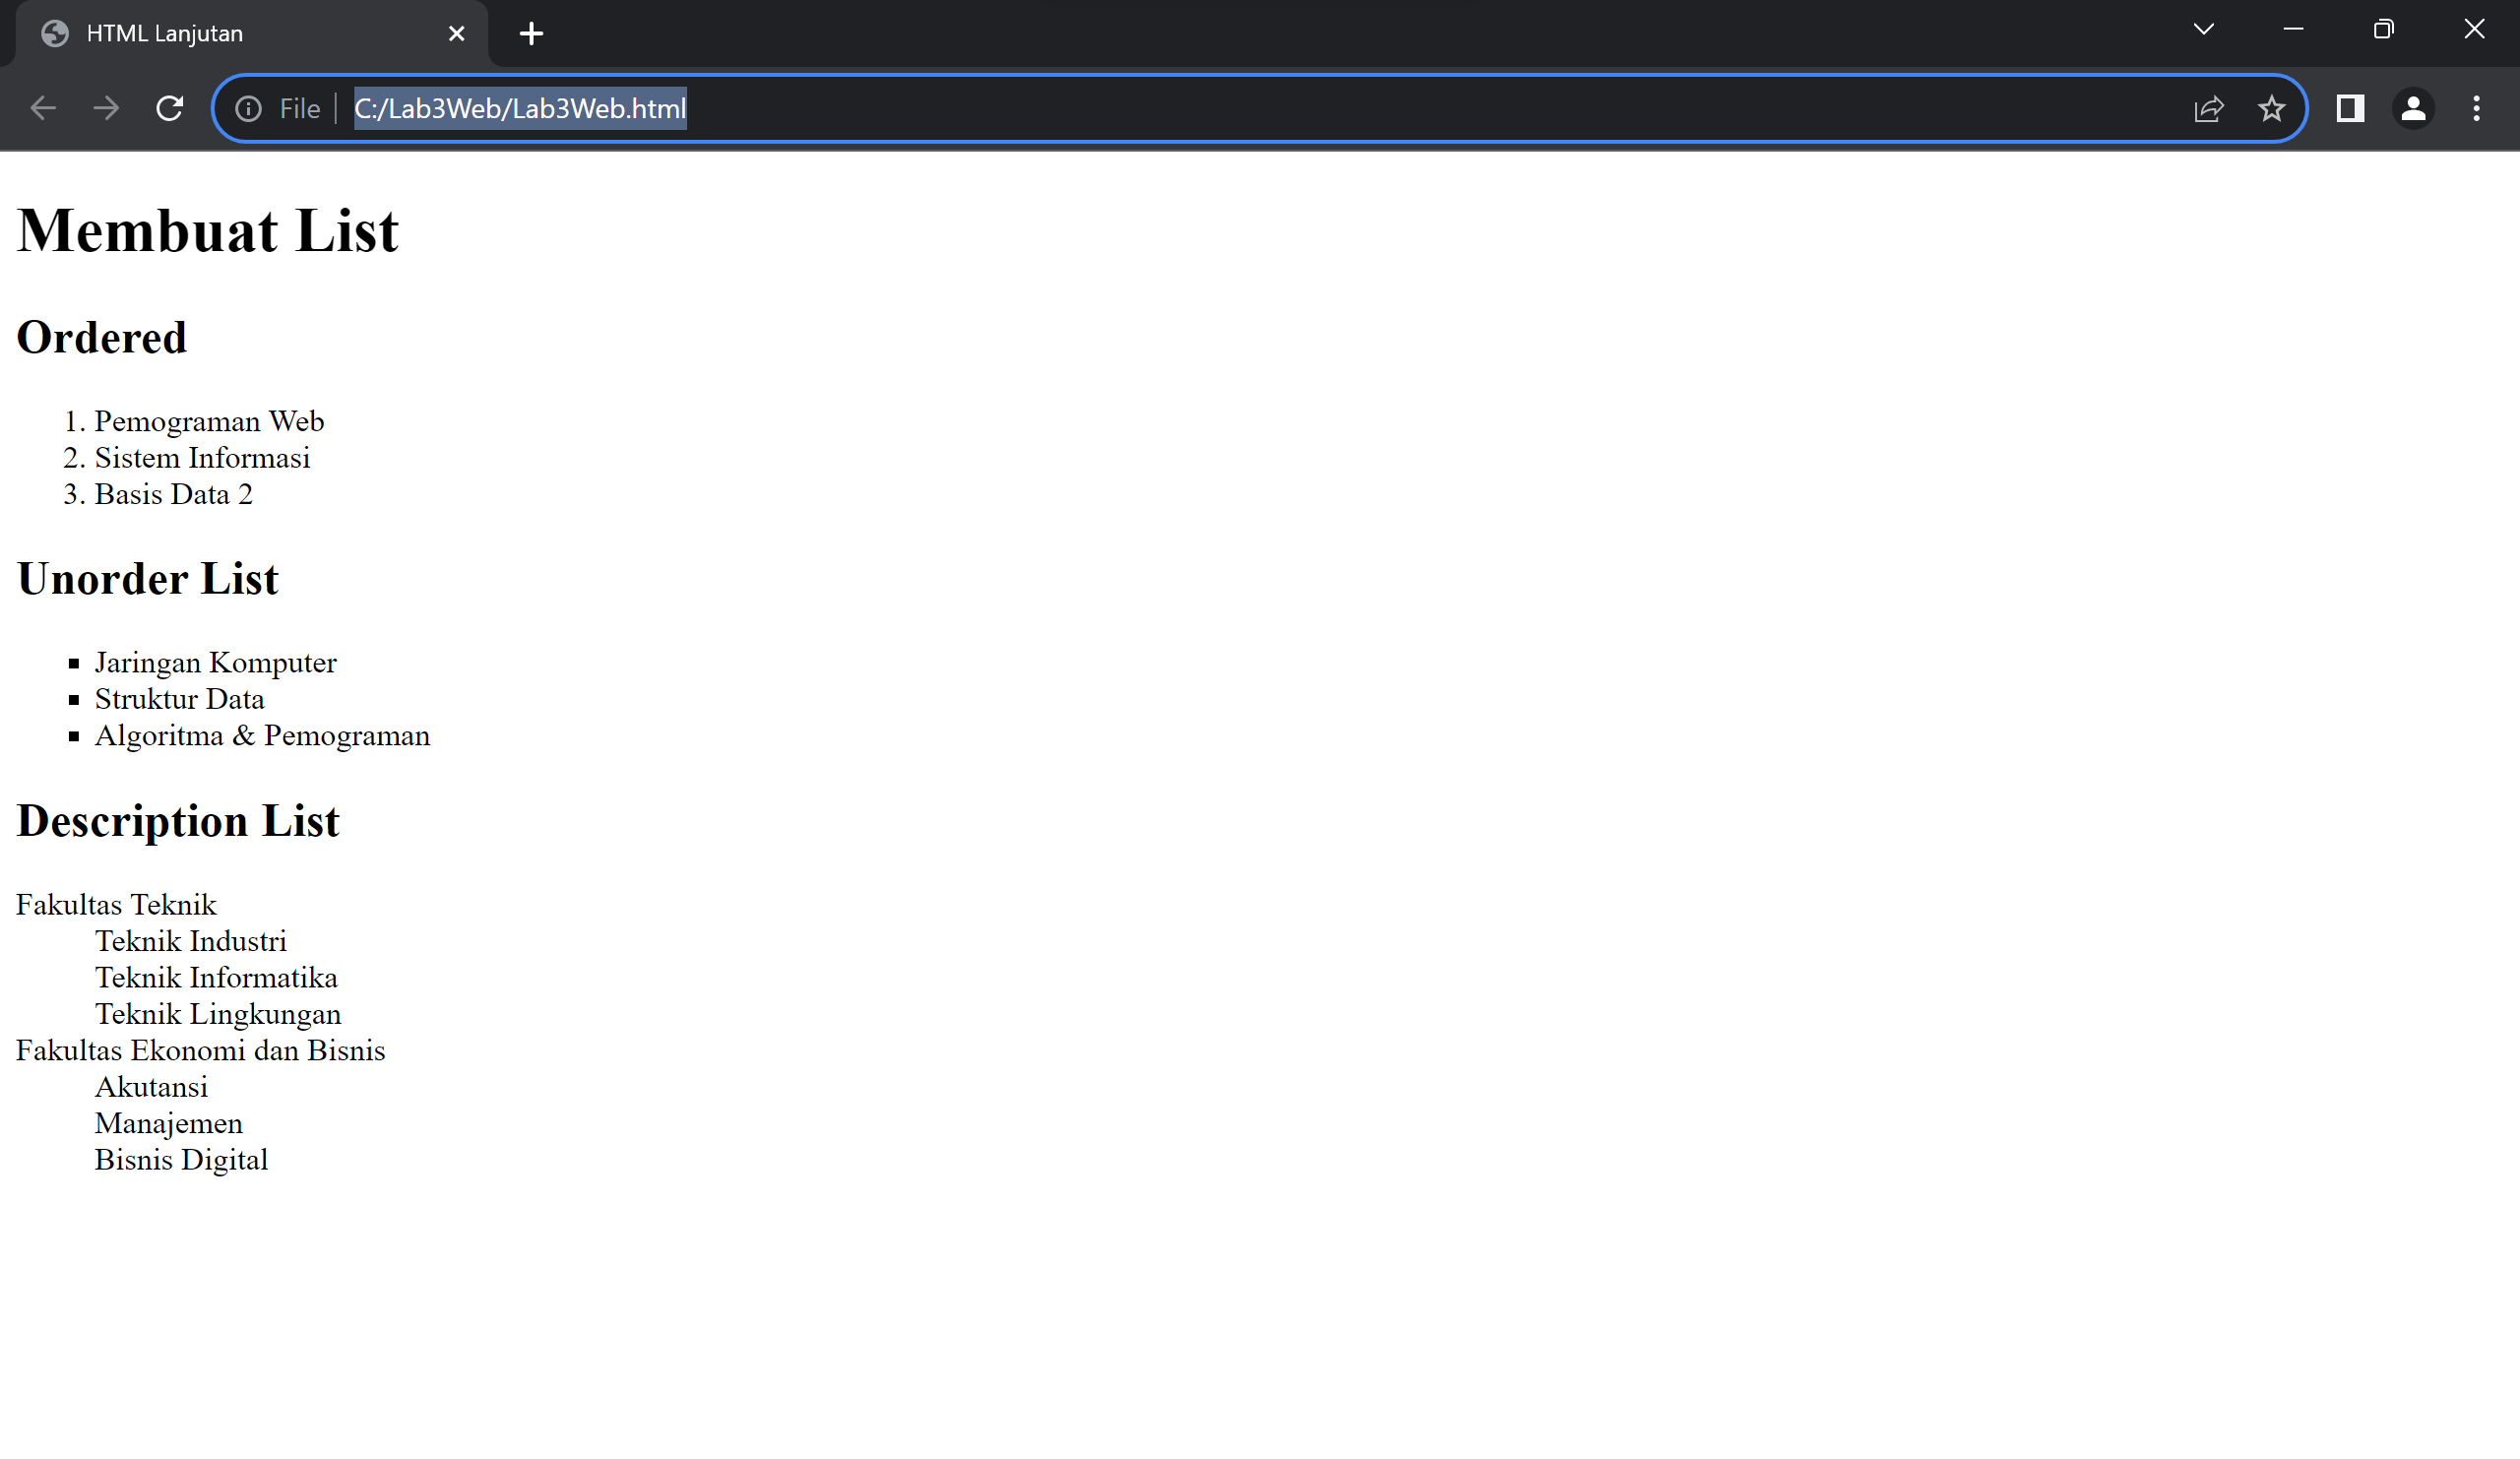 HTML Lanjutan
File
C:/Lab3Web/Lab3Web.html
Membuat List
Ordered
1. Pemograman Web
2. Sistem Informasi
3. Basis Data 2
Unorder List
▪ Jaringan Komputer
▪ Struktur Data
▪ Algoritma & Pemograman
Description List
Fakultas Teknik
Teknik Industri
Teknik Informatika
Teknik Lingkungan
Fakultas Ekonomi dan Bisnis
Akutansi
Manajemen
Bisnis Digital